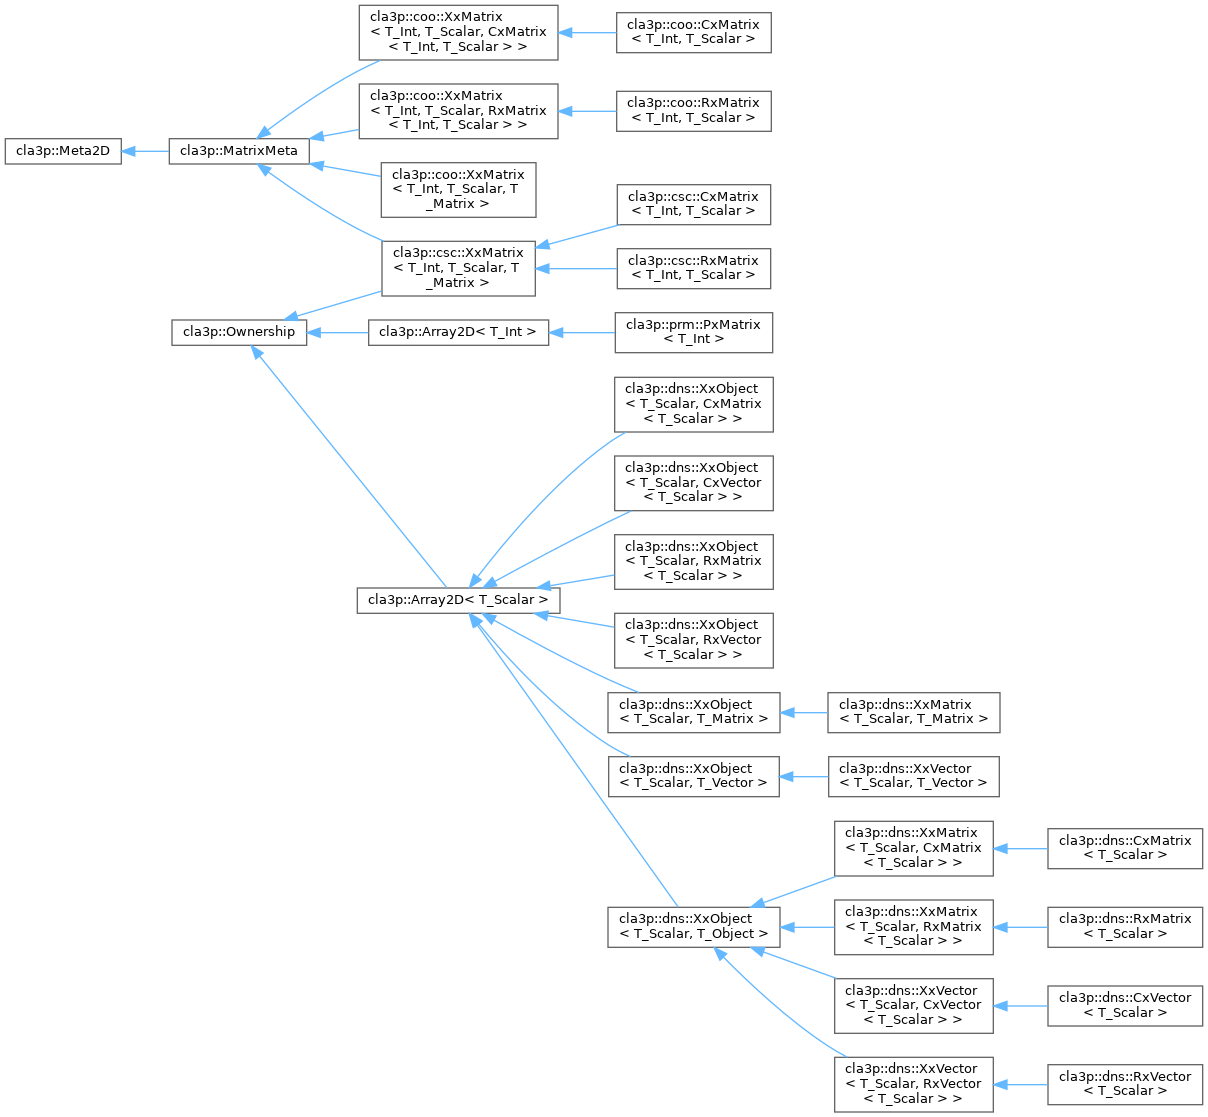 cla3p::Meta2D
cla3p::MatrixMeta
cla3p::coo::XxMatrix
< T_Int, T_Scalar, CxMatrix
< T_Int, T_Scalar > >
cla3p::coo::CxMatrix
< T_Int, T_Scalar >
cla3p::coo::XxMatrix
< T_Int, T_Scalar, RxMatrix
< T_Int, T_Scalar > >
cla3p::coo::RxMatrix
< T_Int, T_Scalar >
cla3p::coo::XxMatrix
< T_Int, T_Scalar, T
_Matrix >
cla3p::csc::XxMatrix
< T_Int, T_Scalar, T
_Matrix >
cla3p::csc::CxMatrix
< T_Int, T_Scalar >
cla3p::csc::RxMatrix
< T_Int, T_Scalar >
cla3p::Ownership
cla3p::Array2D< T_Int >
cla3p::prm::PxMatrix
< T_Int >
cla3p::Array2D< T_Scalar >
cla3p::dns::XxObject
< T_Scalar, CxMatrix
< T_Scalar > >
cla3p::dns::XxObject
< T_Scalar, CxVector
< T_Scalar > >
cla3p::dns::XxObject
< T_Scalar, RxMatrix
< T_Scalar > >
cla3p::dns::XxObject
< T_Scalar, RxVector
< T_Scalar > >
cla3p::dns::XxObject
< T_Scalar, T_Matrix >
cla3p::dns::XxMatrix
< T_Scalar, T_Matrix >
cla3p::dns::XxObject
< T_Scalar, T_Vector >
cla3p::dns::XxVector
< T_Scalar, T_Vector >
cla3p::dns::XxObject
< T_Scalar, T_Object >
cla3p::dns::XxMatrix
< T_Scalar, CxMatrix
< T_Scalar > >
cla3p::dns::CxMatrix
< T_Scalar >
cla3p::dns::XxMatrix
< T_Scalar, RxMatrix
< T_Scalar > >
cla3p::dns::RxMatrix
< T_Scalar >
cla3p::dns::XxVector
< T_Scalar, CxVector
< T_Scalar > >
cla3p::dns::CxVector
< T_Scalar >
cla3p::dns::XxVector
< T_Scalar, RxVector
< T_Scalar > >
cla3p::dns::RxVector
< T_Scalar >